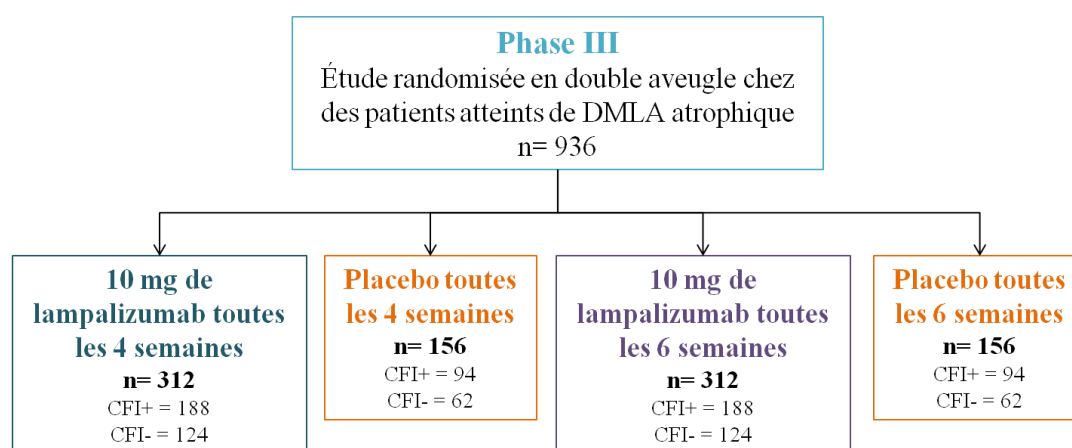 Phase III
Étude randomisée en double aveugle chez
des patients atteints de DMLA atrophique
n= 936
10 mg de
lampalizumab toutes
les 4 semaines
n= 312
CFI+ = 188
CFI- = 124
Placebo toutes
les 4 semaines
n= 156
CFI+ = 94
CFI- = 62
10 mg de
lampalizumab toutes
les 6 semaines
n= 312
CFI+ = 188
CFI- = 124
Placebo toutes
les 6 semaines
n= 156
CFI+ = 94
CFI- = 62